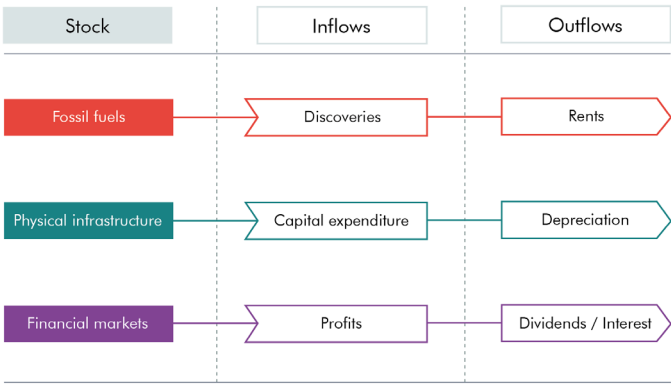 Stock
Inflows
Outflows
Fossil fuels
Discoveries
Rents
Physical infrastructure
Capital expenditure
Depreciation
Financial markets
Profits
Dividends / Interest